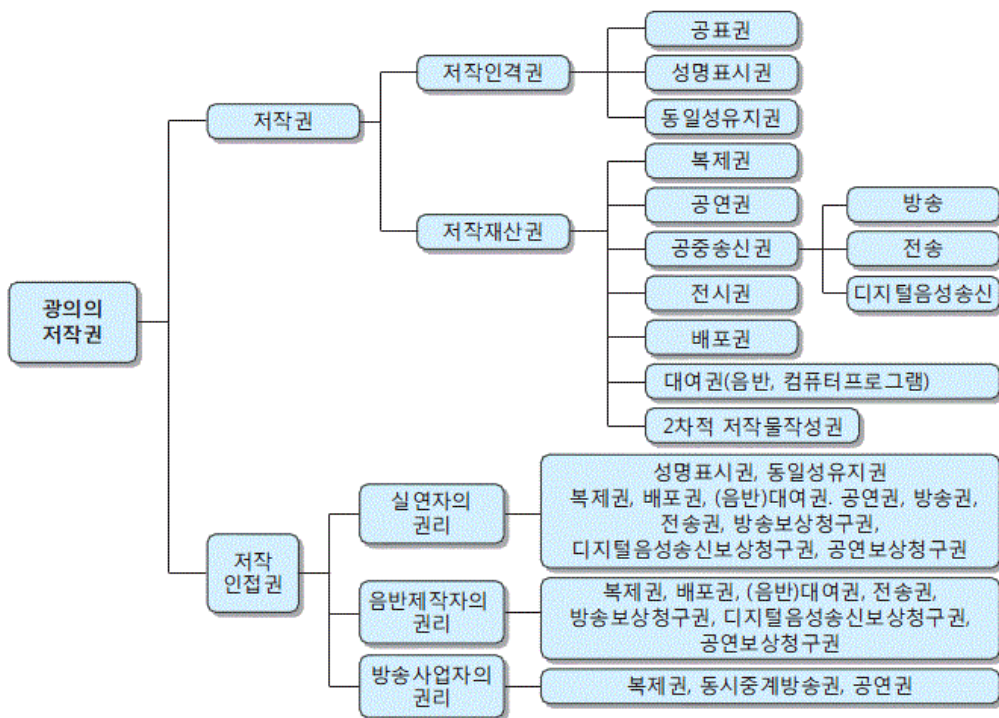 광의의
저작권
저작권
저작인격권
공표권
성명표시권
동일성유지권
저작재산권
복제권
공연권
공중송신권
방송
전송
디지털음성송신
전시권
배포권
대여권(음반, 컴퓨터프로그램)
2차적 저작물작성권
저작
인접권
실연자의
권리
성명표시권, 동일성유지권
복제권, 배포권, (음반)대여권. 공연권, 방송권,
전송권, 방송보상청구권,
디지털음성송신보상청구권, 공연보상청구권
음반제작자의
권리
복제권, 배포권, (음반)대여권, 전송권,
방송보상청구권, 디지털음성송신보상청구권,
공연보상청구권
방송사업자의
권리
복제권, 동시중계방송권, 공연권